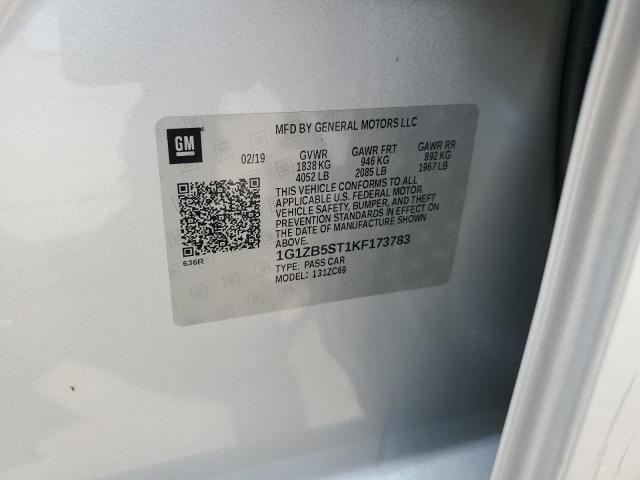 GM
MFD BY GENERAL MOTORS LLC
02/19 GVWR GAWR FRT GAWR RR
1838 KG 946 KG 892 KG
4052 LB 2085 LB 1967 LB
THIS VEHICLE CONFORMS TO ALL
APPLICABLE U.S. FEDERAL MOTOR
VEHICLE SAFETY, BUMPER, AND THEFT
PREVENTION STANDARDS IN EFFECT ON
THE DATE OF MANUFACTURE SHOWN
ABOVE.
1G1ZB5ST1KF173783
TYPE: PASS CAR
MODEL: 131ZC69
636R